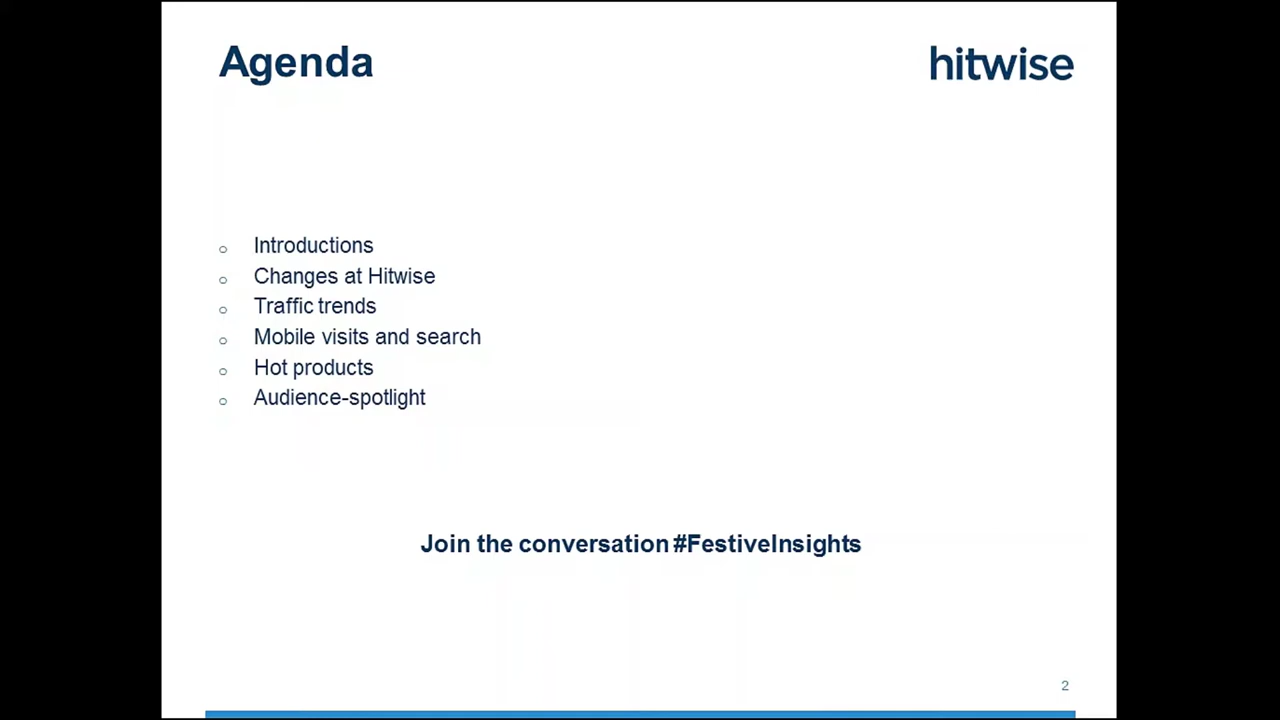 Agenda
hitwise
Introductions
Changes at Hitwise
Traffic trends
Mobile visits and search
Hot products
Audience-spotlight
Join the conversation #FestiveInsights
2